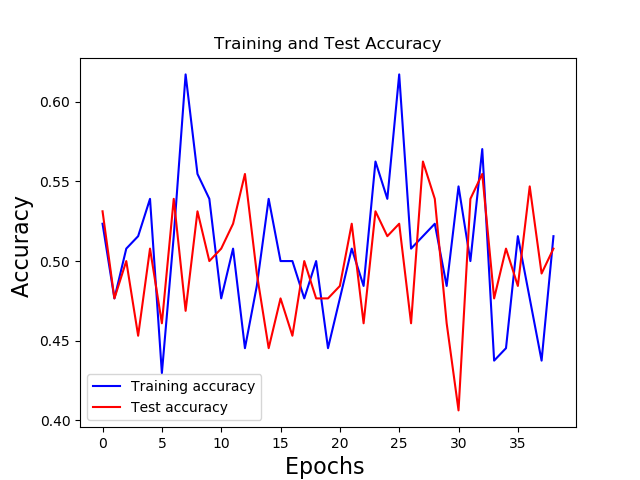 Training and Test Accuracy
Accuracy
0.60
0.55
0.50
0.45
0.40
Training accuracy
Test accuracy
0 5 10 15 20 25 30 35
Epochs